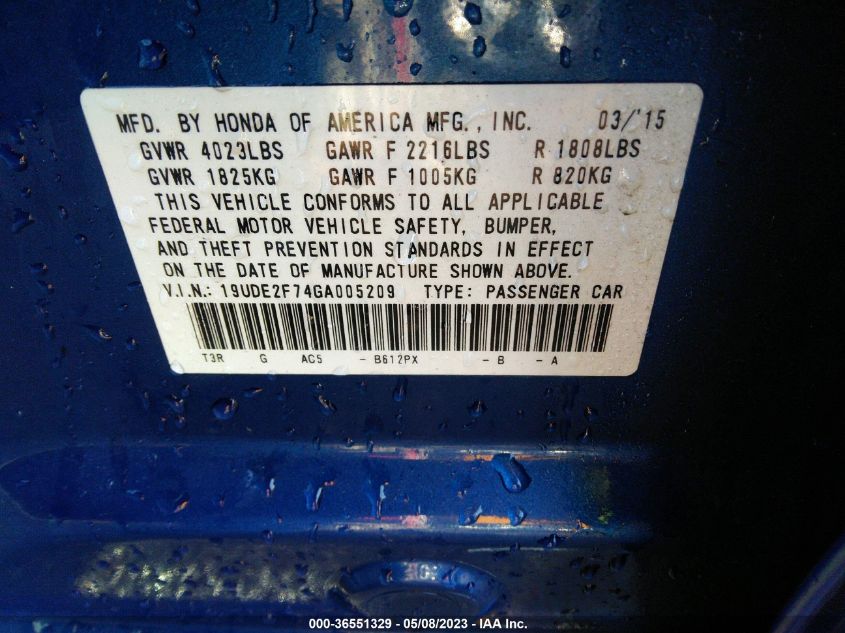 MFD. BY HONDA OF AMERICA MFG., INC. 03/'15
GVWR 4023LBS GAWR F 2216LBS R 1808LBS
GVWR 1825KG GAWR F 1005KG R 820KG
THIS VEHICLE CONFORMS TO ALL APPLICABLE
FEDERAL MOTOR VEHICLE SAFETY, BUMPER,
AND THEFT PREVENTION STANDARDS IN EFFECT
ON THE DATE OF MANUFACTURE SHOWN ABOVE.
V.I.N.: 19UDE2F74GA005209 TYPE: PASSENGER CAR
T3R G AC5 - B612PX - B - A
000-36551329 - 05/08/2023 - IAA Inc.